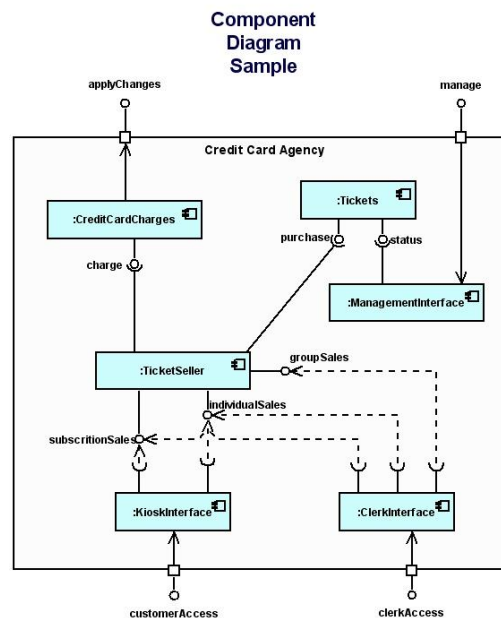 Component
Diagram
Sample
applyChanges
manage
Credit Card Agency
:CreditCardCharges
:Tickets
purchase
status
charge
:ManagementInterface
:TicketSeller
groupSales
individualSales
subscritionSales
:KioskInterface
:ClerkInterface
customerAccess
clerkAccess